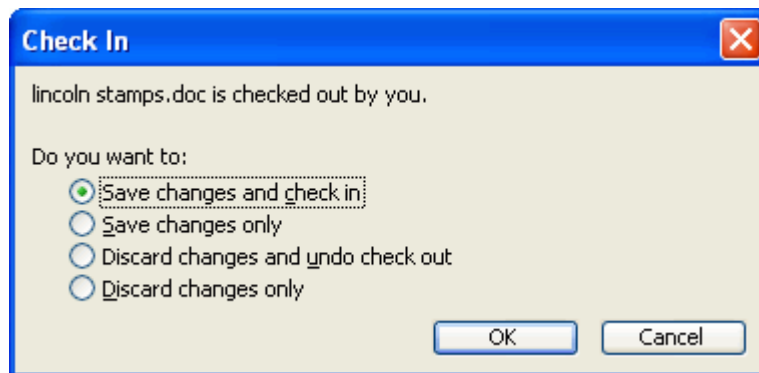 Check In
lincoln stamps.doc is checked out by you.
Do you want to:
Save changes and check in
Save changes only
Discard changes and undo check out
Discard changes only
OK Cancel